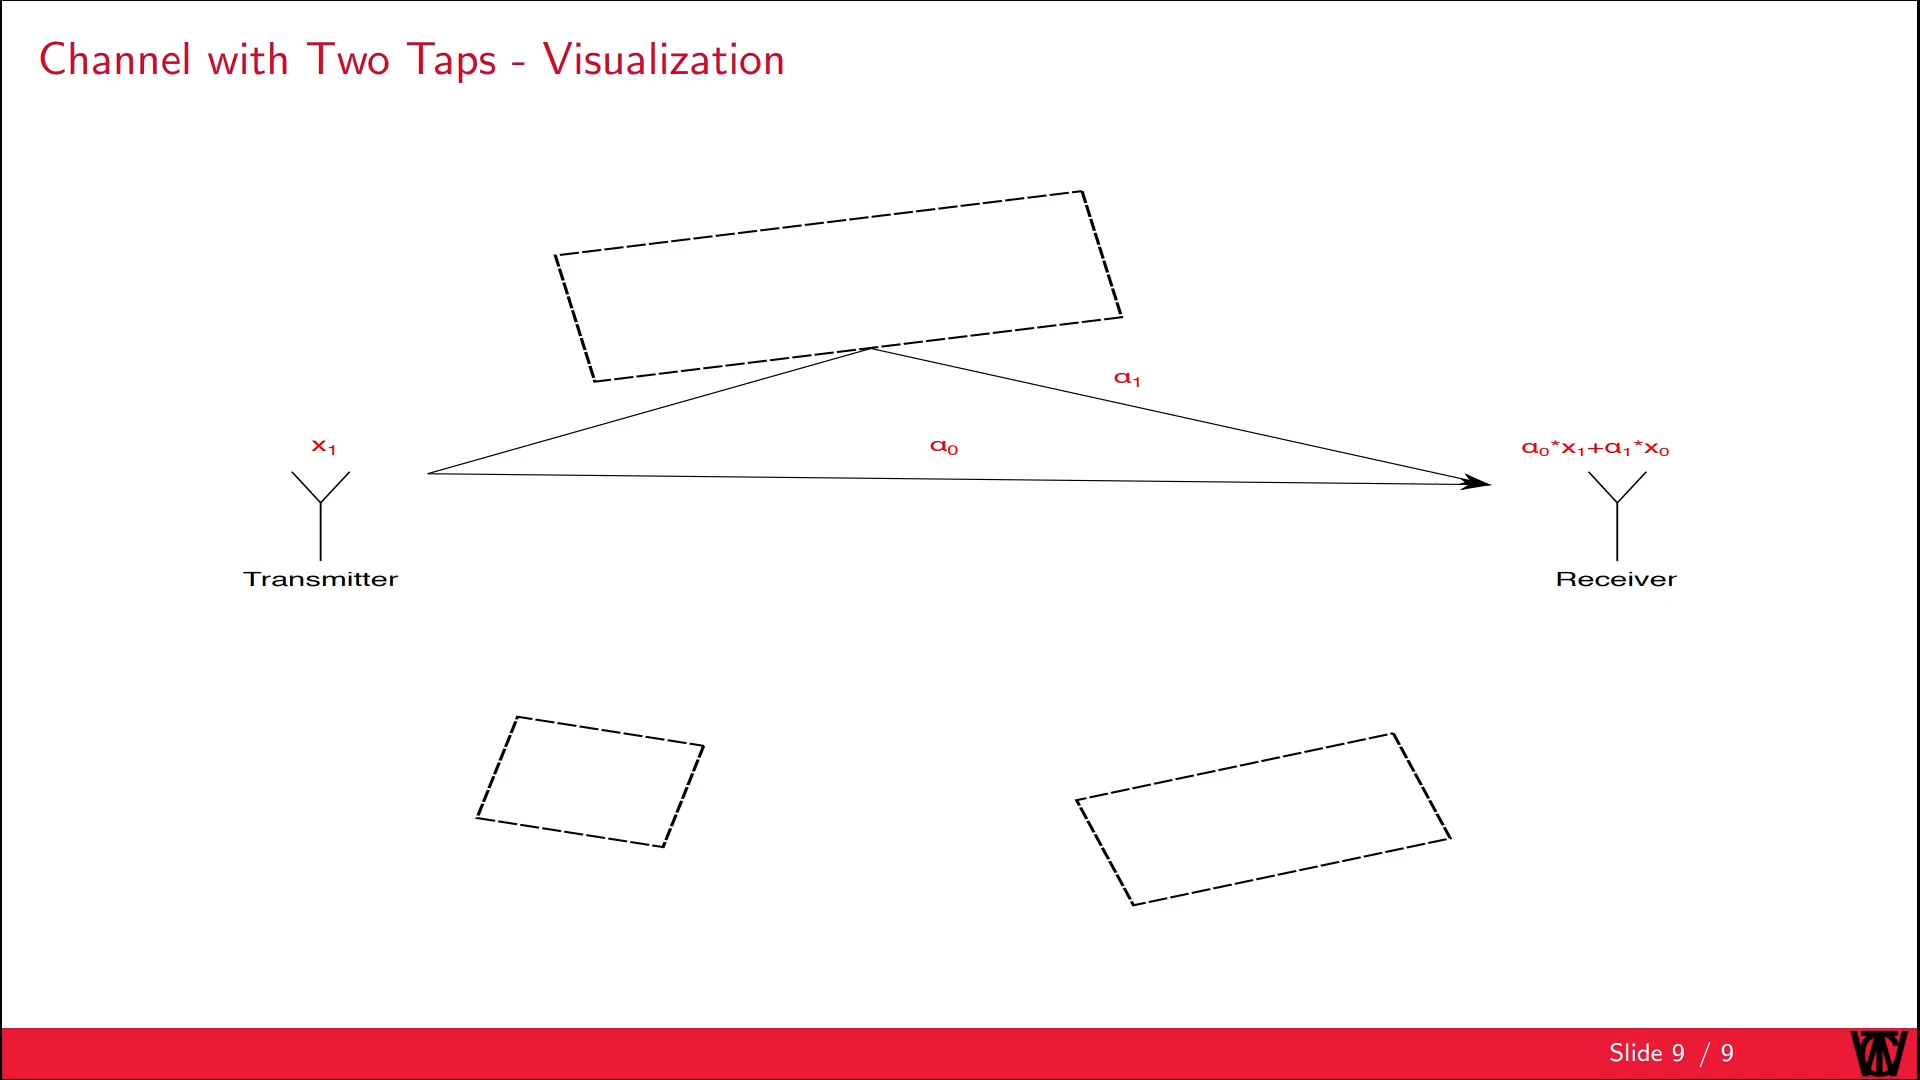 Channel with Two Taps - Visualization
α₁
x₁
α₀
α₀*x₁+α₁*x₀
Transmitter
Receiver
Slide 9 / 9